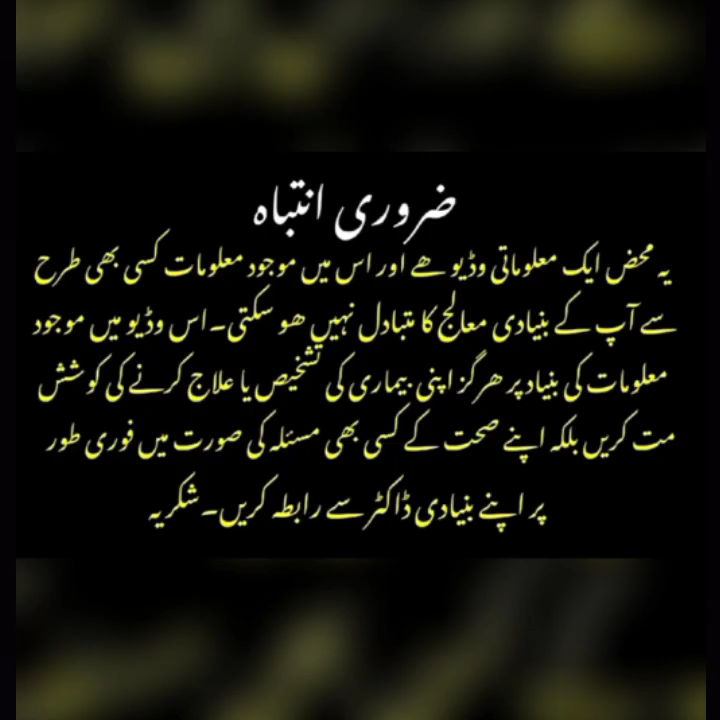 ضروری انتباہ
یہ محض ایک معلوماتی وڈیو ھے اور اس میں موجود معلومات کسی بھی طرح
سے آپ کے بنیادی معالج کا متبادل نہیں ھو سکتی۔ اس وڈیو میں موجود
معلومات کی بنیاد پر ھرگز اپنی بیماری کی تشخیص یا علاج کرنے کی کوشش
مت کریں بلکہ اپنے صحت کے کسی بھی مسئلہ کی صورت میں فوری طور
پر اپنے بنیادی ڈاکٹر سے رابطہ کریں۔ شکریہ